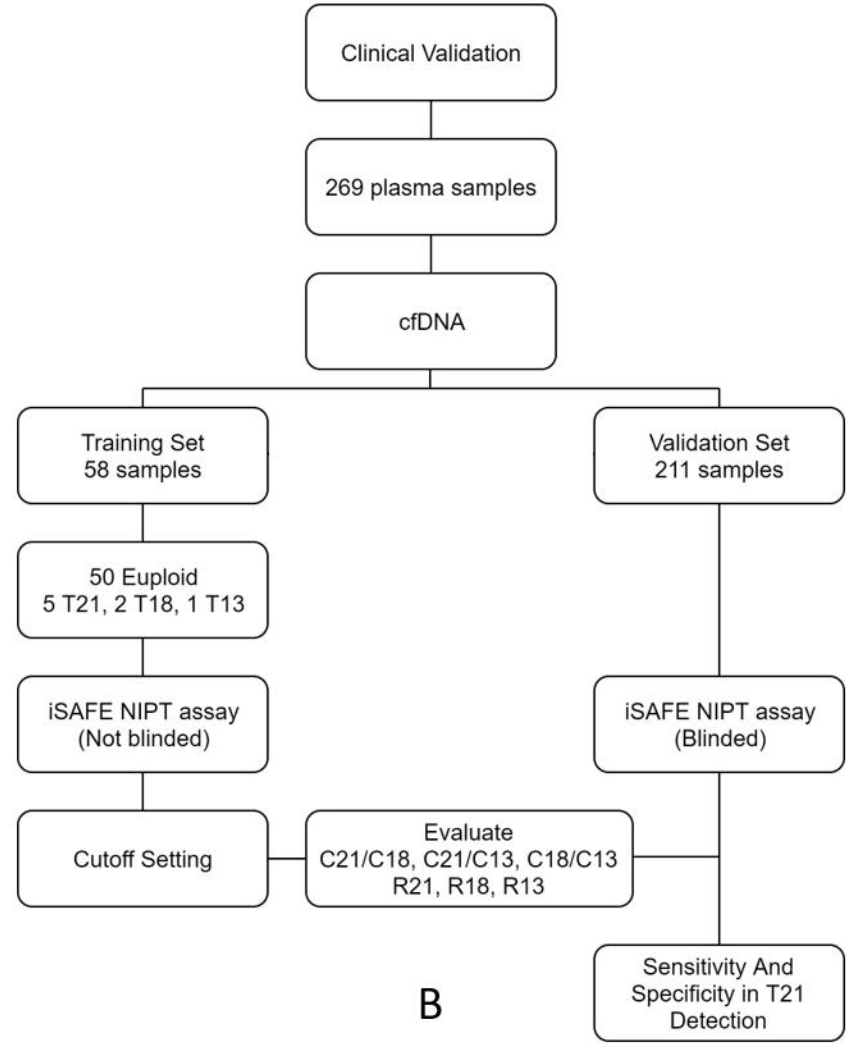 Clinical Validation
269 plasma samples
cfDNA
Training Set
58 samples
Validation Set
211 samples
50 Euploid
5 T21, 2 T18, 1 T13
iSAFE NIPT assay
(Not blinded)
iSAFE NIPT assay
(Blinded)
Cutoff Setting
Evaluate
C21/C18, C21/C13, C18/C13
R21, R18, R13
Sensitivity And
Specificity in T21
Detection
B